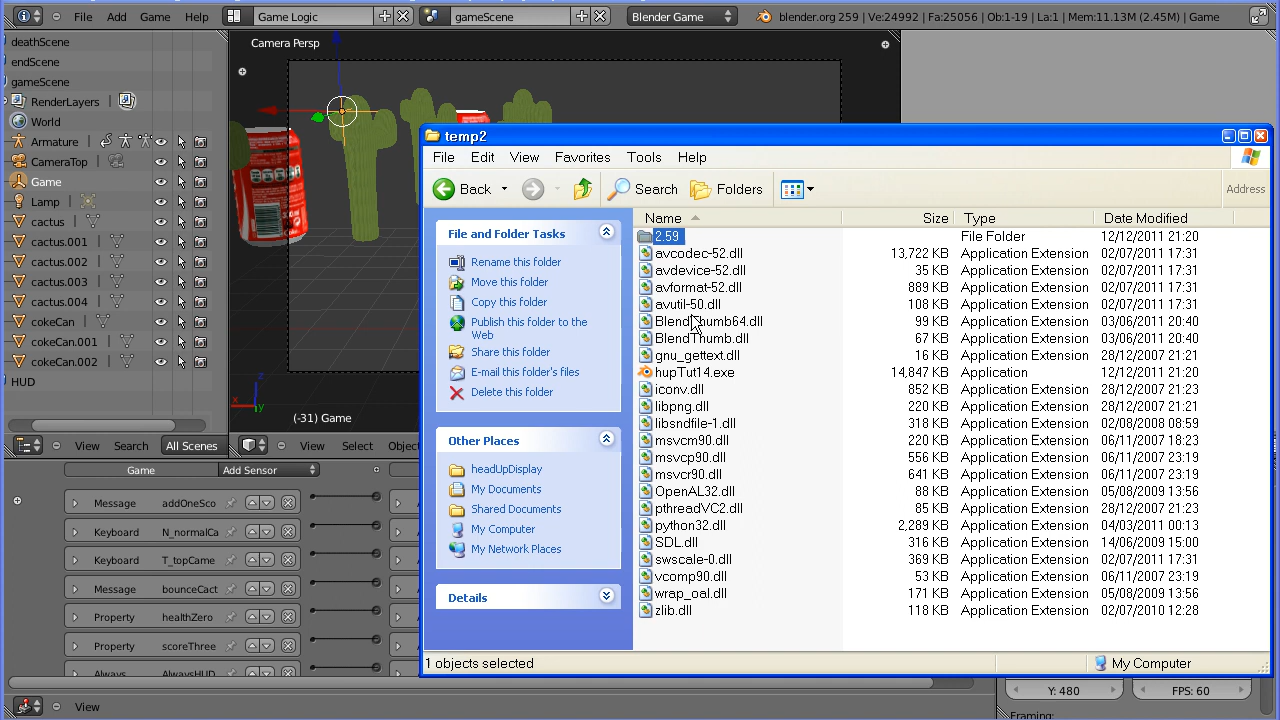 File Add Game Help Game Logic gameScene Blender Game blender.org 259 | Ve:24992 | Fa:25056 | Ob:1-19 | La:1 | Mem:11.13M (2.45M) | Game
deathScene
endScene
gameScene
RenderLayers
World
Armature
CameraTop
Game
Lamp
cactus
cactus.001
cactus.002
cactus.003
cactus.004
cokeCan
cokeCan.001
cokeCan.002
HUD
View Search All Scenes
Camera Persp
(-31) Game
View Select Object
Game Add Sensor
Message addOneSco
Keyboard N_normalCa
Keyboard T_topCame
Message bounceCact
Property healthZero
Property scoreThree
Always AlwaysHUD
View
temp2
File Edit View Favorites Tools Help
Back Search Folders Address
File and Folder Tasks
Rename this folder
Move this folder
Copy this folder
Publish this folder to the
Web
Share this folder
E-mail this folder's files
Delete this folder
Other Places
headUpDisplay
My Documents
Shared Documents
My Computer
My Network Places
Details
Name Size Type Date Modified
2.59 File Folder 12/12/2011 21:20
avcodec-52.dll 13,722 KB Application Extension 02/07/2011 17:31
avdevice-52.dll 35 KB Application Extension 02/07/2011 17:31
avformat-52.dll 889 KB Application Extension 02/07/2011 17:31
avutil-50.dll 108 KB Application Extension 02/07/2011 17:31
BlendThumb64.dll 99 KB Application Extension 03/06/2011 20:40
BlendThumb.dll 67 KB Application Extension 03/06/2011 20:40
gnu_gettext.dll 16 KB Application Extension 28/12/2007 21:21
hupTut14.exe 14,847 KB Application 12/12/2011 21:20
iconv.dll 852 KB Application Extension 28/12/2007 21:23
libpng.dll 220 KB Application Extension 28/12/2007 21:21
libsndfile-1.dll 318 KB Application Extension 02/08/2008 08:59
msvcm90.dll 220 KB Application Extension 06/11/2007 18:23
msvcp90.dll 556 KB Application Extension 06/11/2007 23:19
msvcr90.dll 641 KB Application Extension 06/11/2007 23:19
OpenAL32.dll 88 KB Application Extension 05/08/2009 13:56
pthreadVC2.dll 85 KB Application Extension 28/12/2007 21:23
python32.dll 2,289 KB Application Extension 04/03/2011 00:13
SDL.dll 316 KB Application Extension 14/06/2009 15:00
swscale-0.dll 369 KB Application Extension 02/07/2011 17:31
vcomp90.dll 53 KB Application Extension 06/11/2007 23:19
wrap_oal.dll 171 KB Application Extension 05/08/2009 13:56
zlib.dll 118 KB Application Extension 02/07/2010 12:28
1 objects selected My Computer
Y: 480 FPS: 60
Framing: